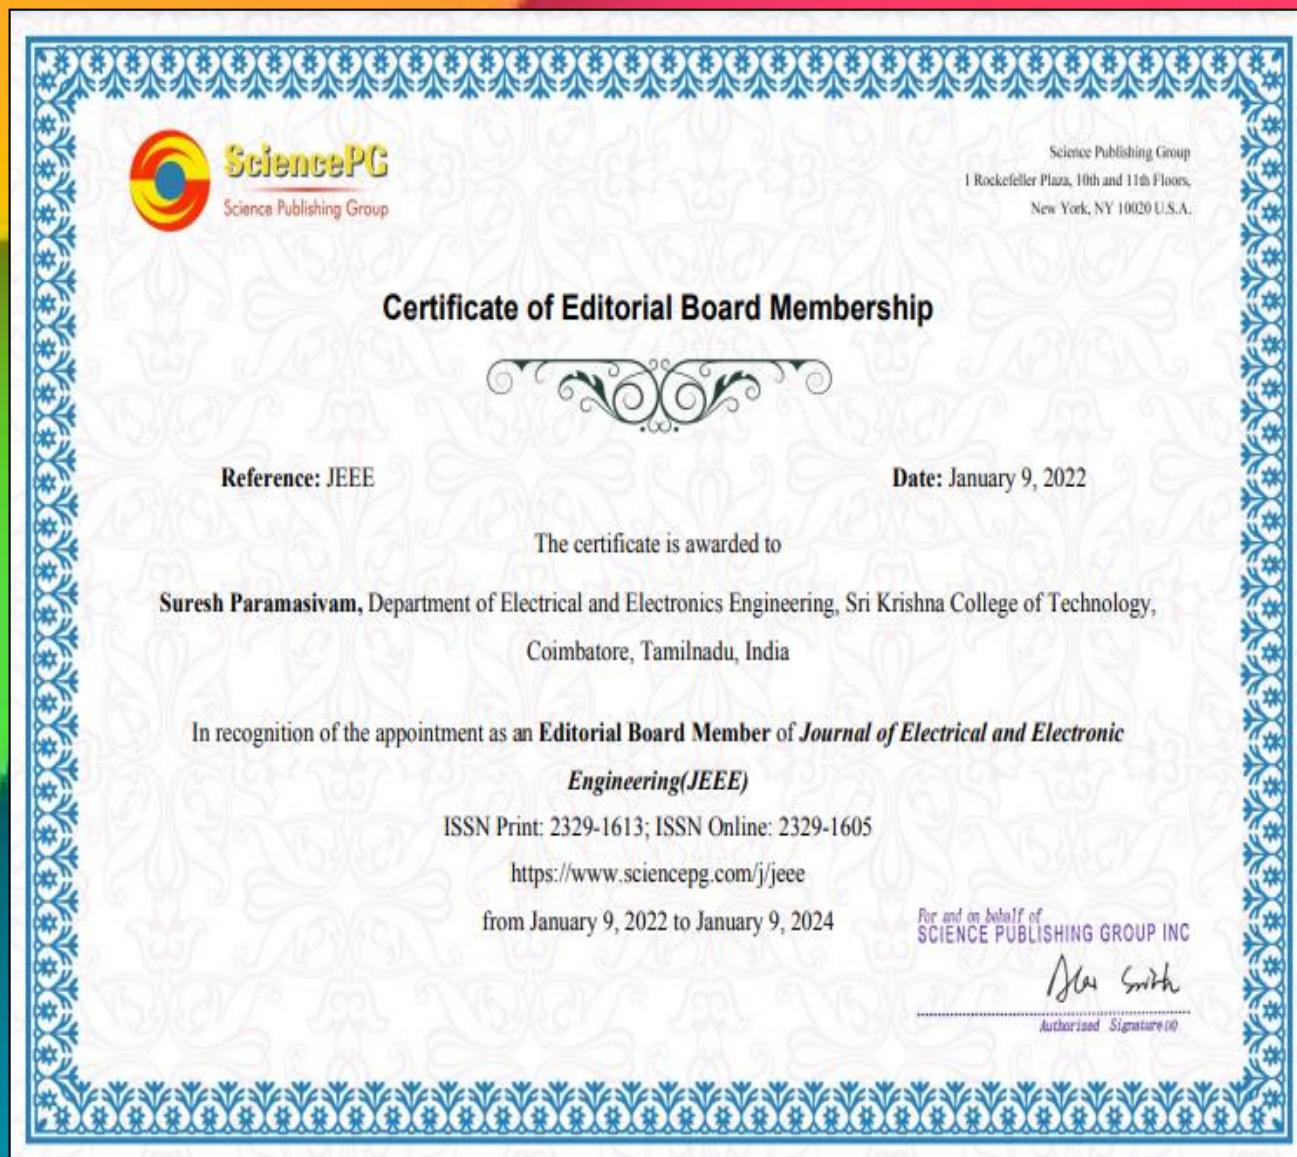 SciencePG
Science Publishing Group
Science Publishing Group
1 Rockefeller Plaza, 10th and 11th Floors,
New York, NY 10020 U.S.A.
Certificate of Editorial Board Membership
Reference: JEEE
Date: January 9, 2022
The certificate is awarded to
Suresh Paramasivam, Department of Electrical and Electronics Engineering, Sri Krishna College of Technology,
Coimbatore, Tamilnadu, India
In recognition of the appointment as an Editorial Board Member of Journal of Electrical and Electronic
Engineering(JEEE)
ISSN Print: 2329-1613; ISSN Online: 2329-1605
https://www.sciencepg.com/j/jeee
from January 9, 2022 to January 9, 2024
For and on behalf of
SCIENCE PUBLISHING GROUP INC
Alex Smith
Authorized Signature